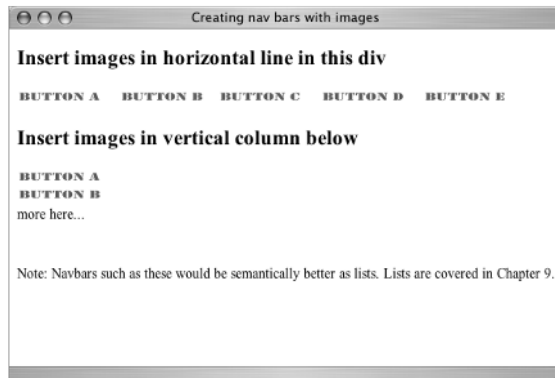 Creating nav bars with images
Insert images in horizontal line in this div
BUTTON A BUTTON B BUTTON C BUTTON D BUTTON E
Insert images in vertical column below
BUTTON A
BUTTON B
more here...
Note: Navbars such as these would be semantically better as lists. Lists are covered in Chapter 9.